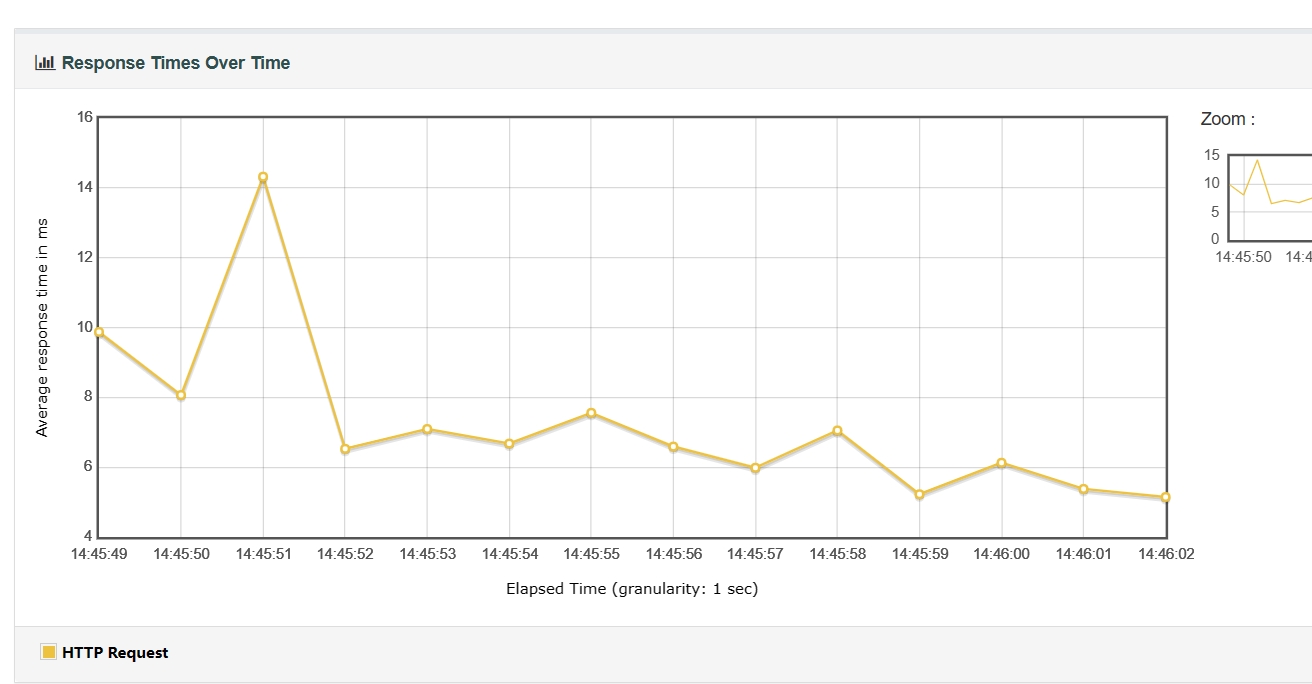 Response Times Over Time
Zoom :
16
14
12
10
8
6
4
Average response time in ms
14:45:49 14:45:50 14:45:51 14:45:52 14:45:53 14:45:54 14:45:55 14:45:56 14:45:57 14:45:58 14:45:59 14:46:00 14:46:01 14:46:02
Elapsed Time (granularity: 1 sec)
15
10
5
0
14:45:50 14:4
HTTP Request